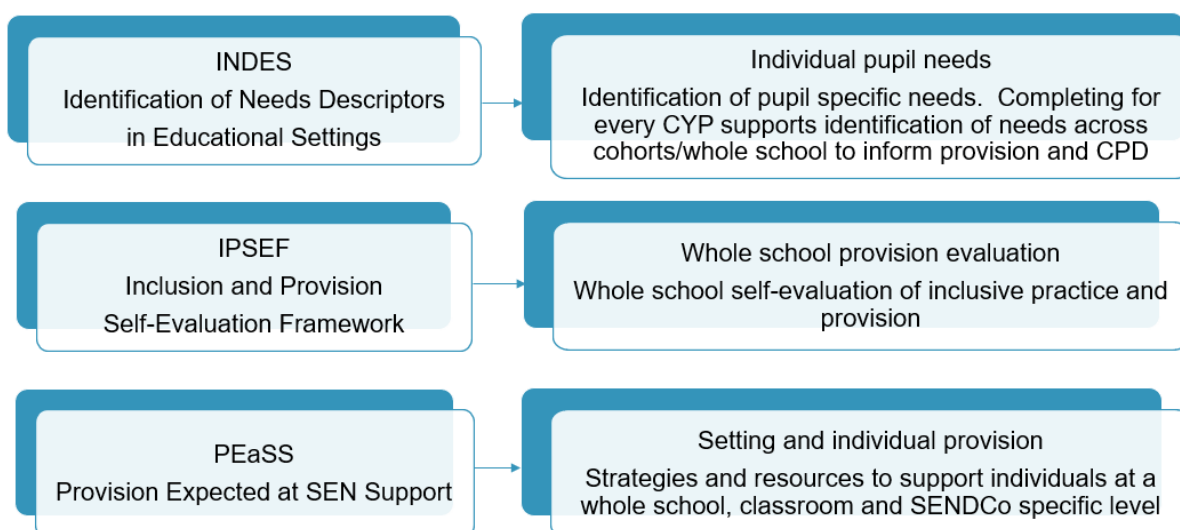 INDES
Identification of Needs Descriptors
in Educational Settings
Individual pupil needs
Identification of pupil specific needs.  Completing for
every CYP supports identification of needs across
cohorts/whole school to inform provision and CPD
IPSEF
Inclusion and Provision
Self-Evaluation Framework
Whole school provision evaluation
Whole school self-evaluation of inclusive practice and
provision
PEaSS
Provision Expected at SEN Support
Setting and individual provision
Strategies and resources to support individuals at a
whole school, classroom and SENDCo specific level